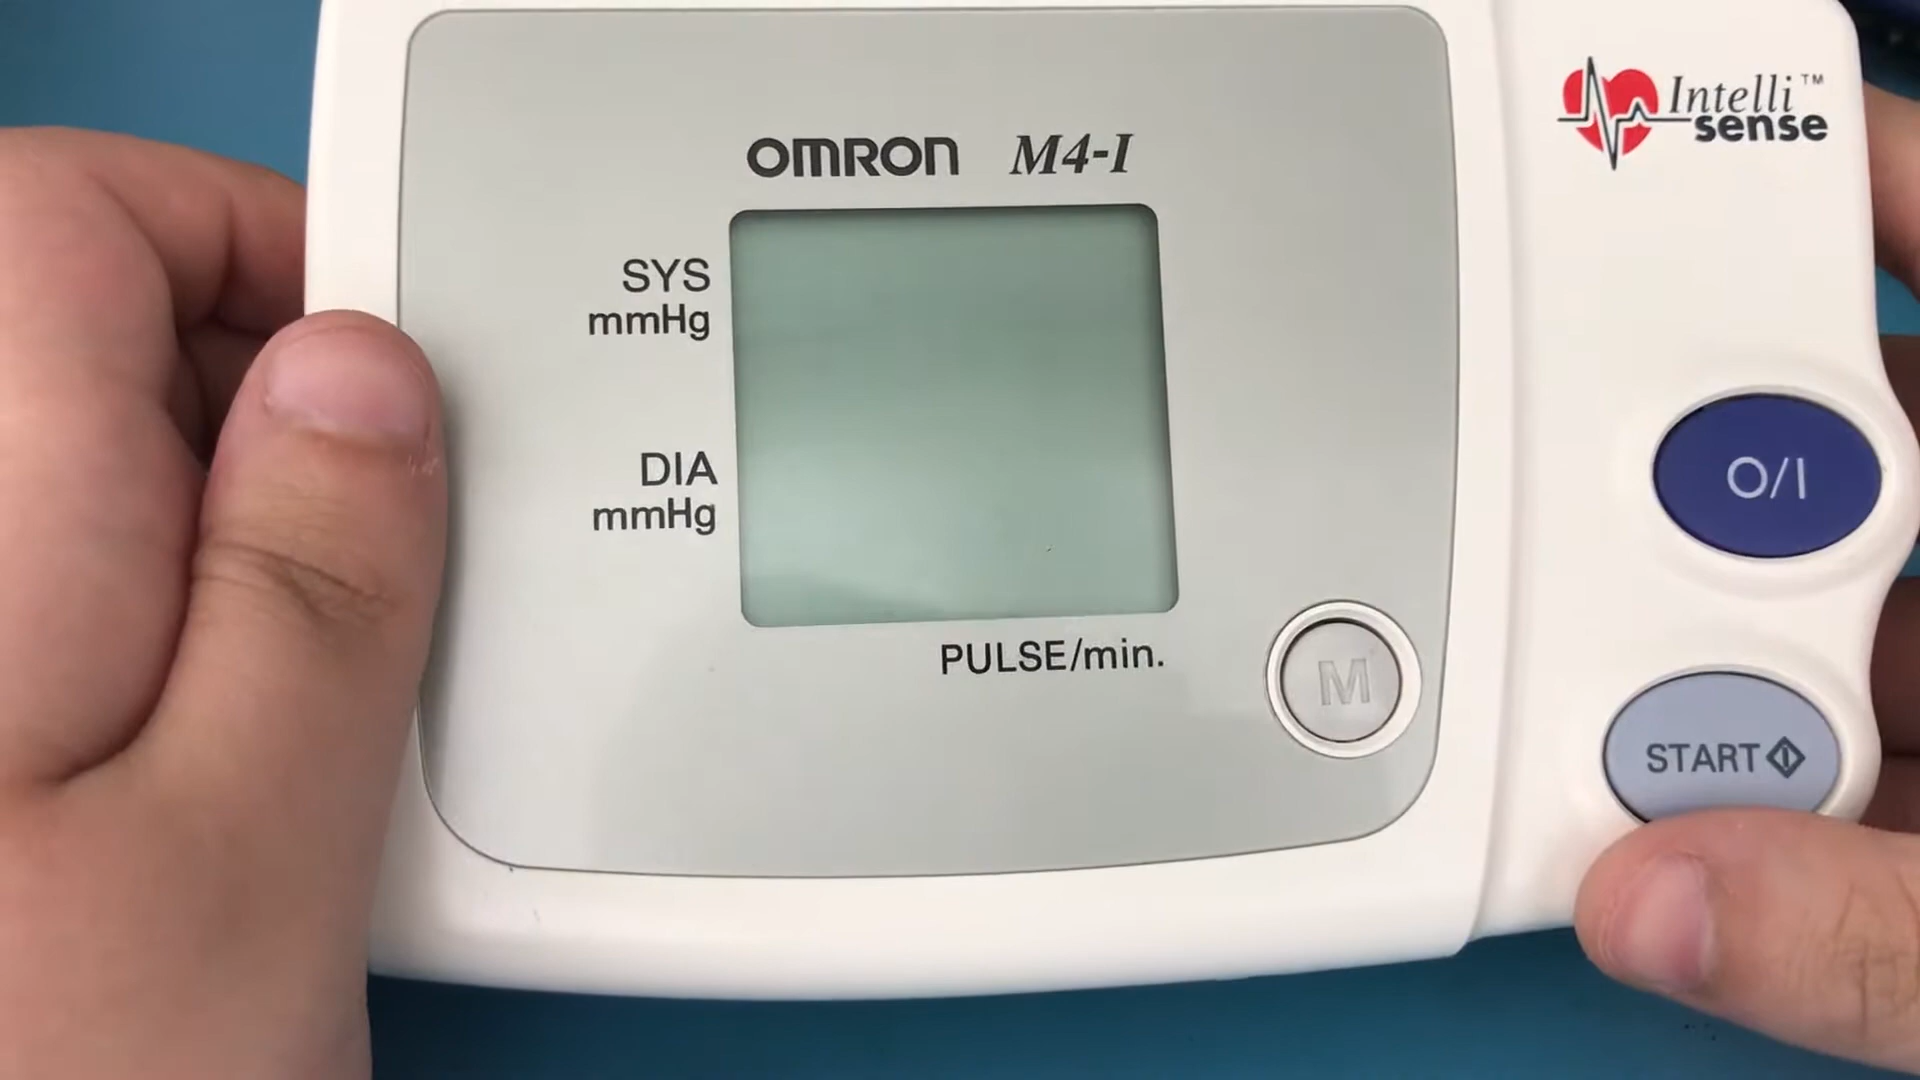 Intelli™
sense
OMRON M4-I
SYS
mmHg
DIA
mmHg
O/I
PULSE/min.
M
START